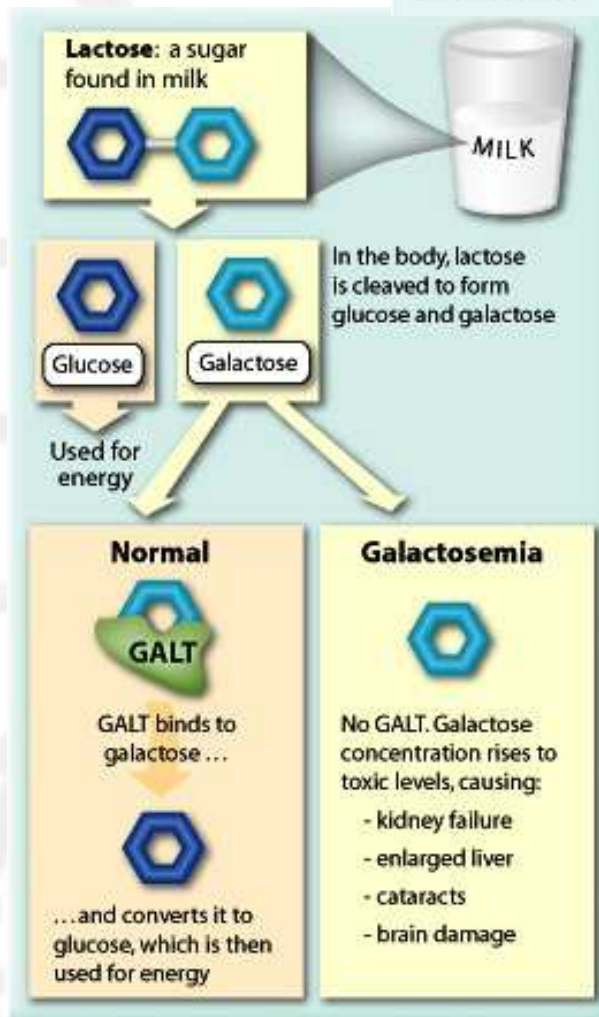 Lactose: a sugar
found in milk
MILK
In the body, lactose
is cleaved to form
glucose and galactose
Glucose
Galactose
Used for
energy
Normal
GALT
GALT binds to
galactose ...
...and converts it to
glucose, which is then
used for energy
Galactosemia
No GALT. Galactose
concentration rises to
toxic levels, causing:
- kidney failure
- enlarged liver
- cataracts
- brain damage